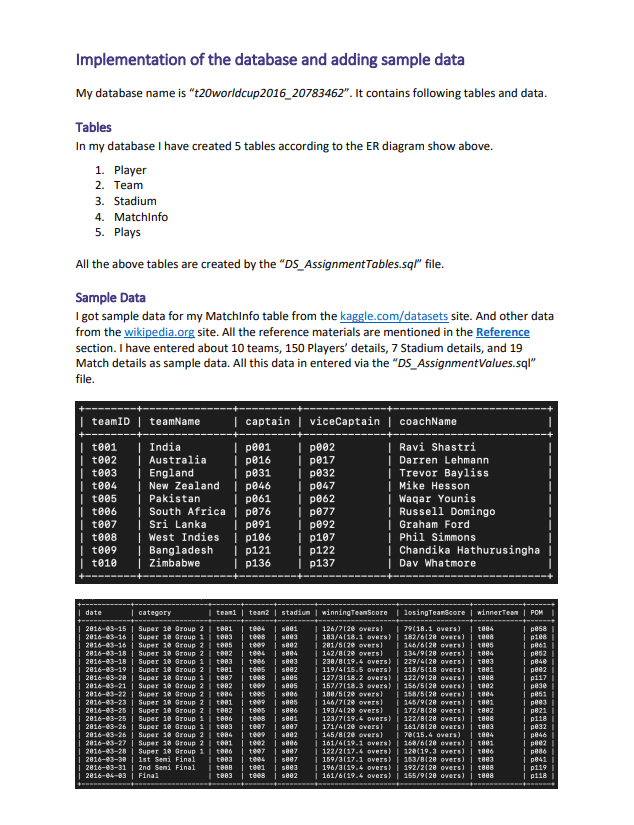 Implementation of the database and adding sample data
My database name is “t20worldcup2016_20783462”. It contains following tables and data.
Tables
In my database I have created 5 tables according to the ER diagram show above.
1. Player
2. Team
3. Stadium
4. MatchInfo
5. Plays
All the above tables are created by the “DS_AssignmentTables.sql” file.
Sample Data
I got sample data for my MatchInfo table from the kaggle.com/datasets site. And other data
from the wikipedia.org site. All the reference materials are mentioned in the Reference
section. I have entered about 10 teams, 150 Players’ details, 7 Stadium details, and 19
Match details as sample data. All this data in entered via the “DS_AssignmentValues.sql”
file.
| teamID | teamName | captain | viceCaptain | coachName |
| t001 | India | p001 | p002 | Ravi Shastri |
| t002 | Australia | p016 | p017 | Darren Lehmann |
| t003 | England | p031 | p032 | Trevor Bayliss |
| t004 | New Zealand | p046 | p047 | Mike Hesson |
| t005 | Pakistan | p061 | p062 | Waqar Younis |
| t006 | South Africa | p076 | p077 | Russell Domingo |
| t007 | Sri Lanka | p091 | p092 | Graham Ford |
| t008 | West Indies | p106 | p107 | Phil Simmons |
| t009 | Bangladesh | p121 | p122 | Chandika Hathurusingha |
| t010 | Zimbabwe | p136 | p137 | Dav Whatmore |
| date | category | team1 | team2 | stadium | winningTeamScore | losingTeamScore | winnerTeam | POM |
| 2016-03-15 | Super 10 Group 2 | t001 | t004 | s001 | 126/7(20 overs) | 79(18.1 overs) | t004 | p058 |
| 2016-03-16 | Super 10 Group 1 | t003 | t008 | s003 | 183/4(18.1 overs) | 182/6(20 overs) | t008 | p108 |
| 2016-03-16 | Super 10 Group 2 | t005 | t009 | s002 | 201/5(20 overs) | 146/6(20 overs) | t005 | p061 |
| 2016-03-18 | Super 10 Group 2 | t002 | t004 | s004 | 142/8(20 overs) | 134/9(20 overs) | t004 | p052 |
| 2016-03-18 | Super 10 Group 1 | t003 | t006 | s003 | 230/8(19.4 overs) | 229/4(20 overs) | t003 | p040 |
| 2016-03-19 | Super 10 Group 2 | t001 | t005 | s002 | 119/4(15.5 overs) | 118/5(18 overs) | t001 | p002 |
| 2016-03-20 | Super 10 Group 1 | t007 | t008 | s005 | 127/3(18.2 overs) | 122/9(20 overs) | t008 | p117 |
| 2016-03-21 | Super 10 Group 2 | t002 | t009 | s005 | 157/7(18.3 overs) | 156/5(20 overs) | t002 | p030 |
| 2016-03-22 | Super 10 Group 2 | t004 | t005 | s006 | 180/5(20 overs) | 158/5(20 overs) | t004 | p051 |
| 2016-03-23 | Super 10 Group 2 | t001 | t009 | s005 | 146/7(20 overs) | 145/9(20 overs) | t001 | p003 |
| 2016-03-25 | Super 10 Group 2 | t002 | t005 | s006 | 193/4(20 overs) | 172/8(20 overs) | t002 | p021 |
| 2016-03-25 | Super 10 Group 1 | t006 | t008 | s001 | 123/7(19.4 overs) | 122/8(20 overs) | t008 | p118 |
| 2016-03-26 | Super 10 Group 1 | t003 | t007 | s007 | 171/4(20 overs) | 161/8(20 overs) | t003 | p032 |
| 2016-03-26 | Super 10 Group 2 | t004 | t009 | s002 | 145/8(20 overs) | 70(15.4 overs) | t004 | p046 |
| 2016-03-27 | Super 10 Group 2 | t001 | t002 | s006 | 161/4(19.1 overs) | 160/6(20 overs) | t001 | p002 |
| 2016-03-28 | Super 10 Group 1 | t006 | t007 | s007 | 122/2(17.4 overs) | 120(19.3 overs) | t006 | p086 |
| 2016-03-30 | 1st Semi Final | t003 | t004 | s007 | 159/3(17.1 overs) | 153/8(20 overs) | t003 | p041 |
| 2016-03-31 | 2nd Semi Final | t008 | t001 | s003 | 196/3(19.4 overs) | 192/2(20 overs) | t008 | p119 |
| 2016-04-03 | Final | t003 | t008 | s002 | 161/6(19.4 overs) | 155/9(20 overs) | t008 | p118 |